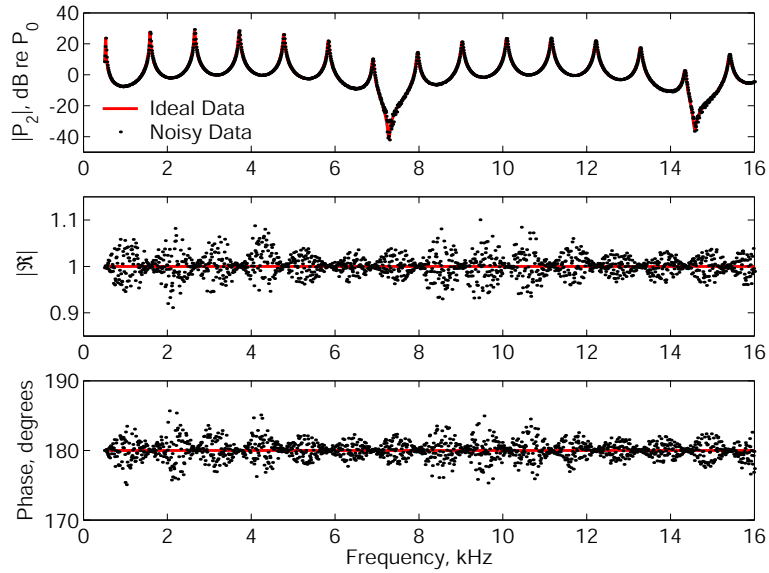 |P₂|, dB re P₀
40
20
0
-20
-40
Ideal Data
Noisy Data
0 2 4 6 8 10 12 14 16
|ℜ|
1.1
1
0.9
0 2 4 6 8 10 12 14 16
Phase, degrees
190
180
170
0 2 4 6 8 10 12 14 16
Frequency, kHz